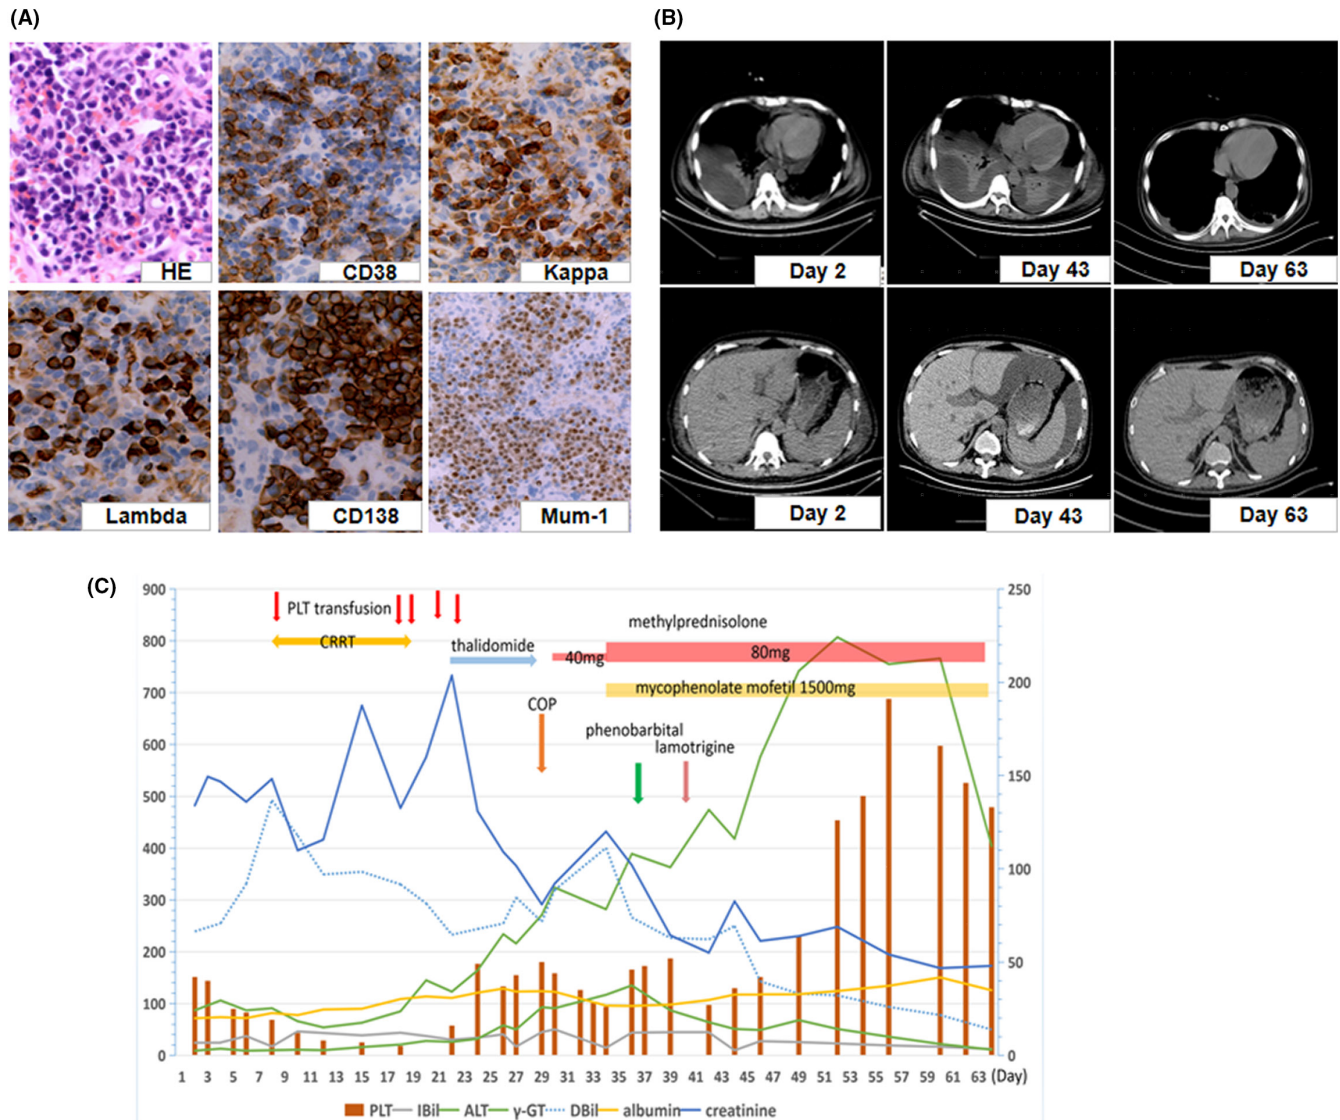 (A)
(B)
HE
CD38
Kappa
Lambda
CD138
Mum-1
Day 2
Day 43
Day 63
Day 2
Day 43
Day 63
(C)
900
800
700
600
500
400
300
200
100
0
250
200
150
100
50
0
PLT transfusion
CRRT
thalidomide
methylprednisolone
40mg
80mg
mycophenolate mofetil 1500mg
COP
phenobarbital
lamotrigine
1 3 5 7 9 11 13 15 17 19 21 23 25 27 29 31 33 35 37 39 41 43 45 47 49 51 53 55 57 59 61 63 (Day)
PLT IBil ALT γ-GT DBil albumin creatinine